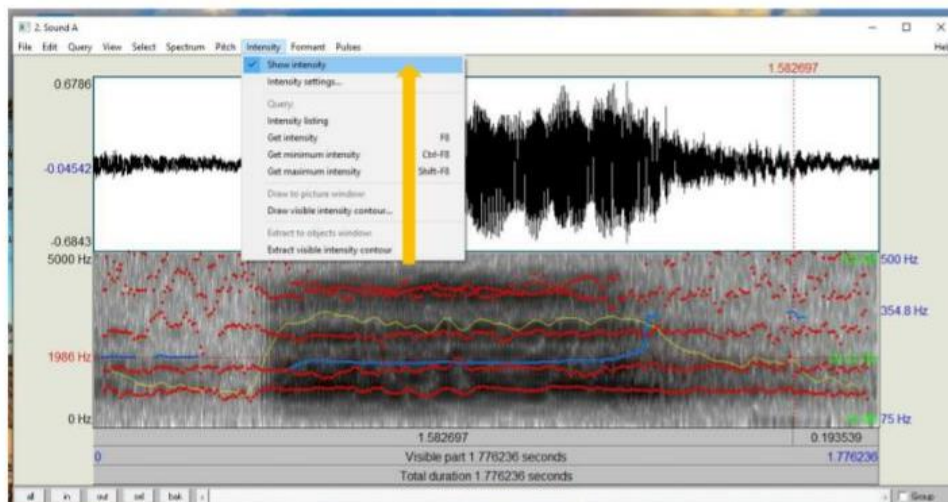 2. Sound A
File Edit Query View Select Spectrum Pitch Intensity Formant Pulses Hel
Show intensity
Intensity settings...
Query:
Intensity listing
Get intensity F8
Get minimum intensity Ctrl-F8
Get maximum intensity Shift-F8
Draw to picture window:
Draw visible intensity contour...
Extract to objects window:
Extract visible intensity contour
1.582697
0.6786
-0.04542
-0.6843
5000 Hz
500 Hz
354.8 Hz
1986 Hz
0 Hz
75 Hz
1.582697 0.193539
0 Visible part 1.776236 seconds 1.776236
Total duration 1.776236 seconds
all in out sel bak Group